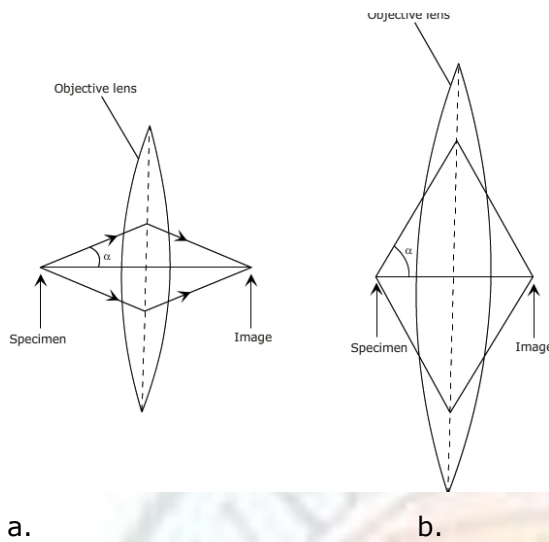 Objective lens
Objective lens
α
α
Specimen
Image
Specimen
Image
a.
b.